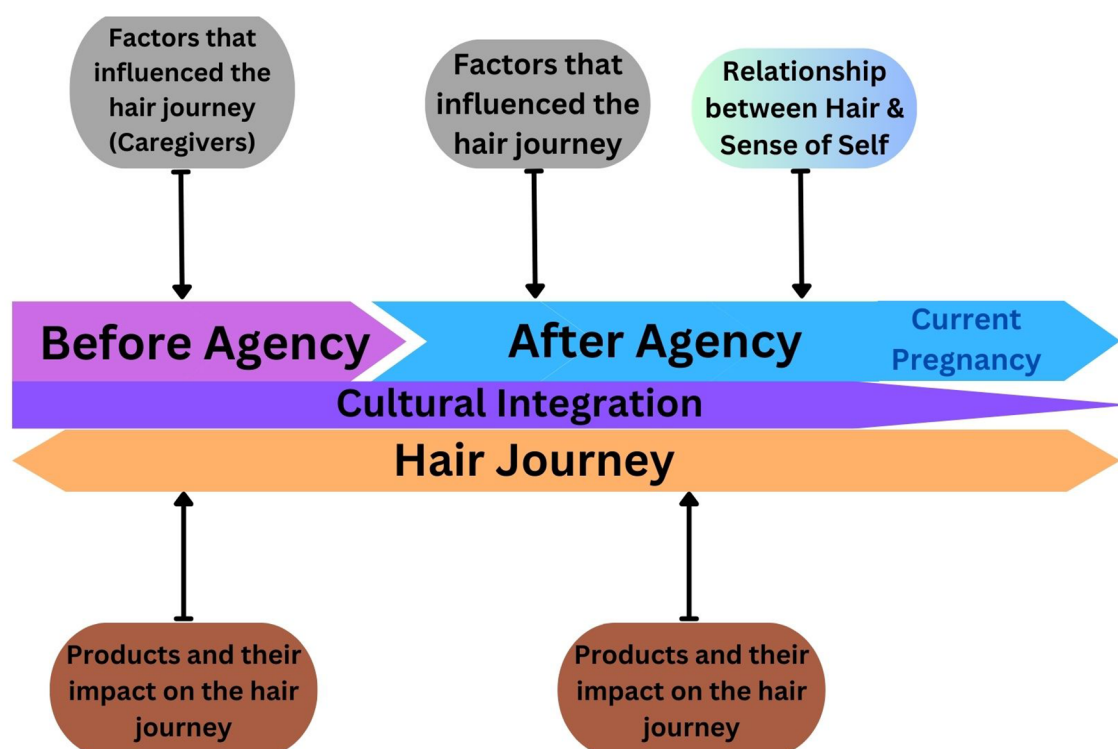 Factors that
influenced the
hair journey
(Caregivers)
Factors that
influenced the
hair journey
Relationship
between Hair &
Sense of Self
Before Agency
After Agency
Current
Pregnancy
Cultural Integration
Hair Journey
Products and their
impact on the hair
journey
Products and their
impact on the hair
journey